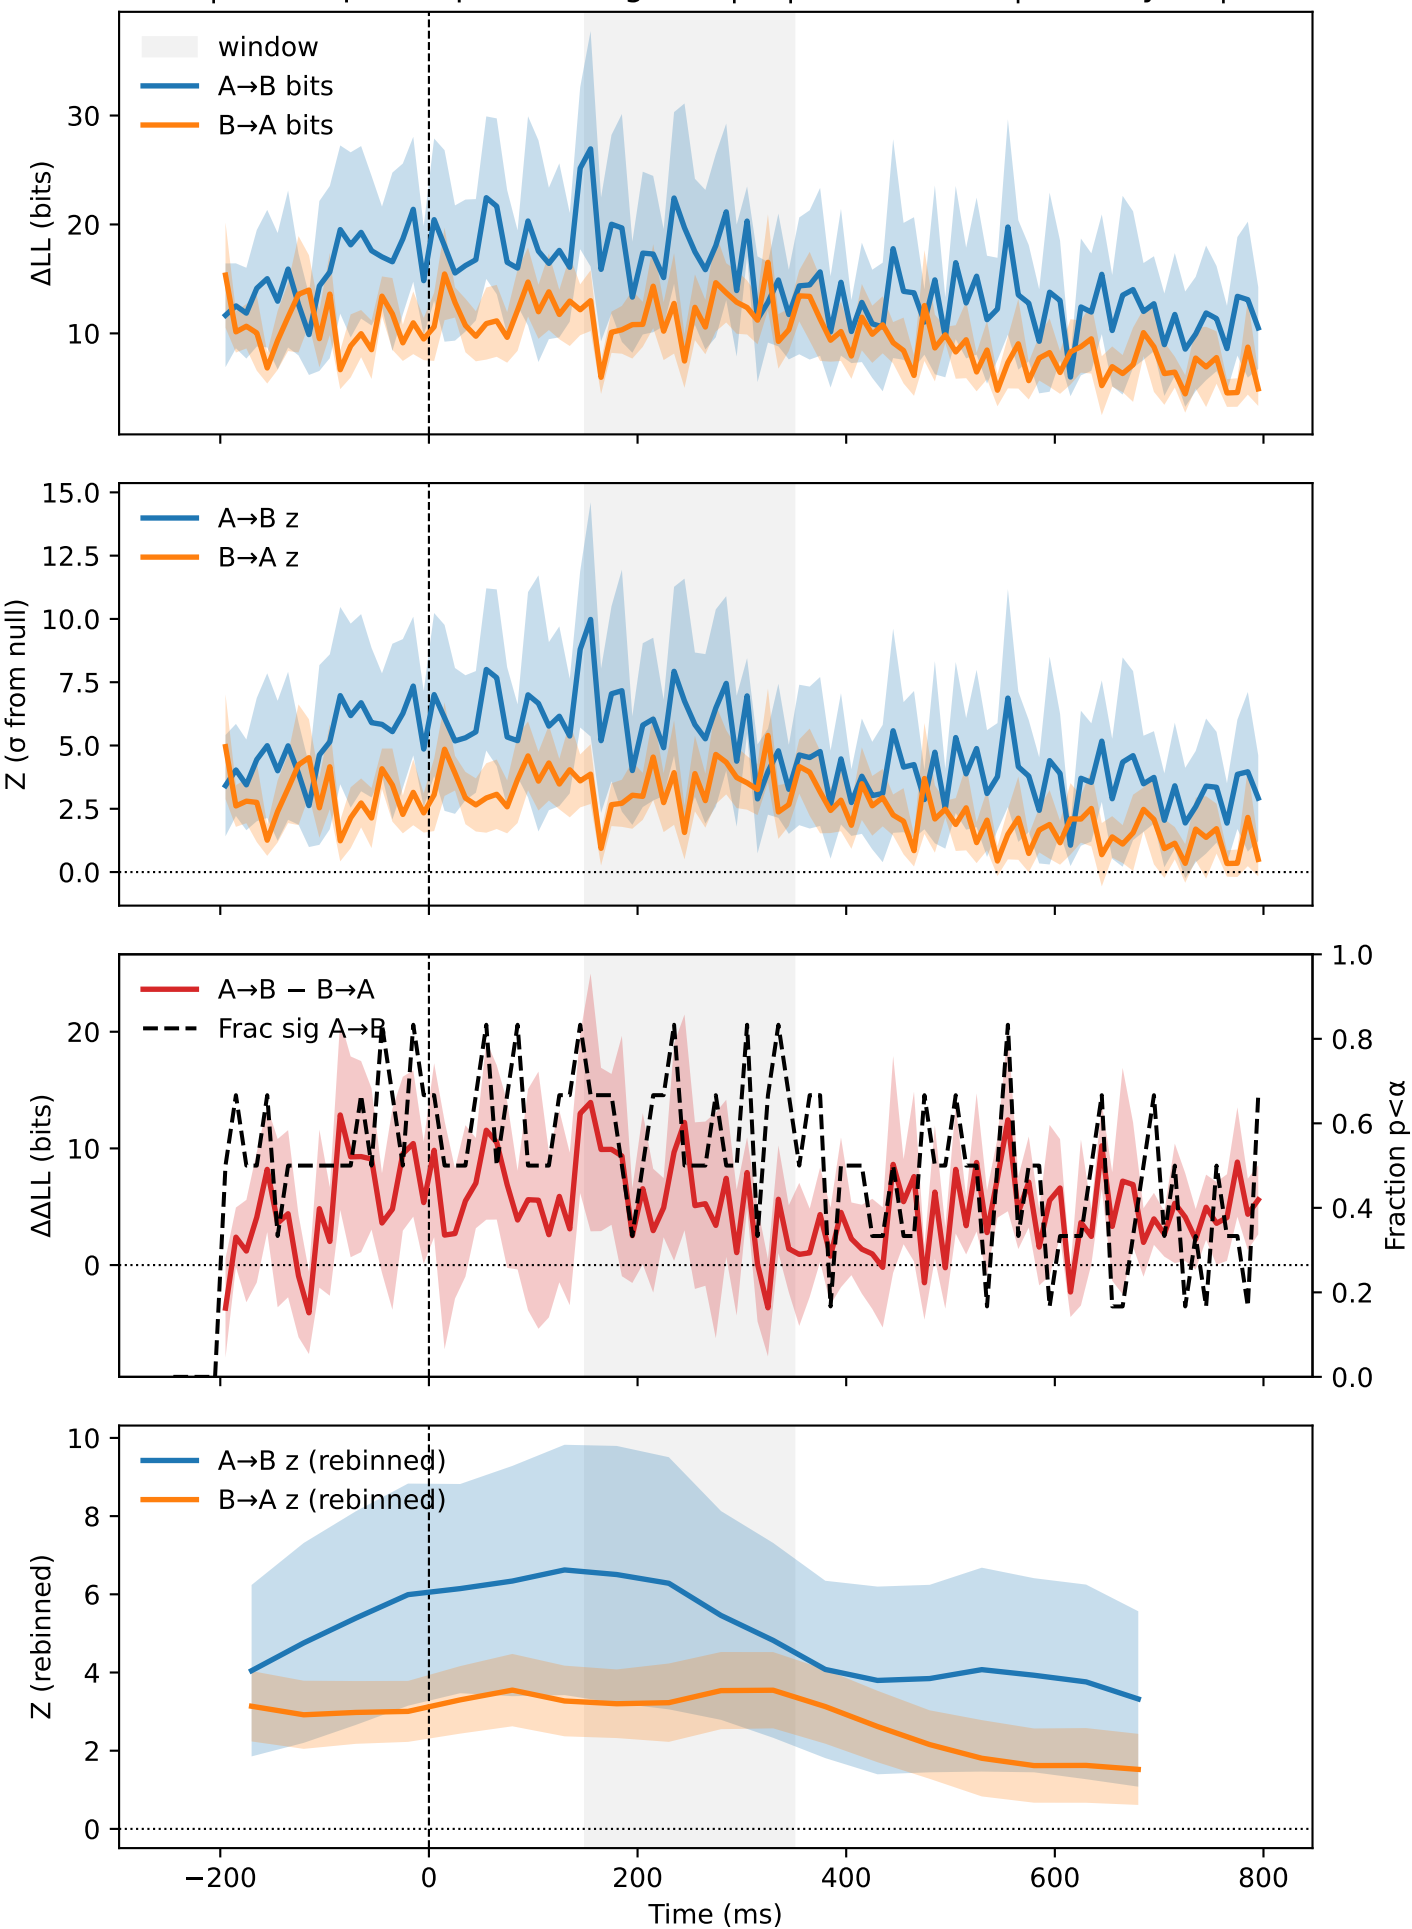 window
A→B bits
B→A bits
30
20
10
ΔLL (bits)
A→B z
B→A z
15.0
12.5
10.0
7.5
5.0
2.5
0.0
Z (σ from null)
A→B − B→A
Frac sig A→B
20
10
0
ΔΔLL (bits)
1.0
0.8
0.6
0.4
0.2
0.0
Fraction p<α
A→B z (rebinned)
B→A z (rebinned)
10
8
6
4
2
0
Z (rebinned)
−200
0
200
400
600
800
Time (ms)